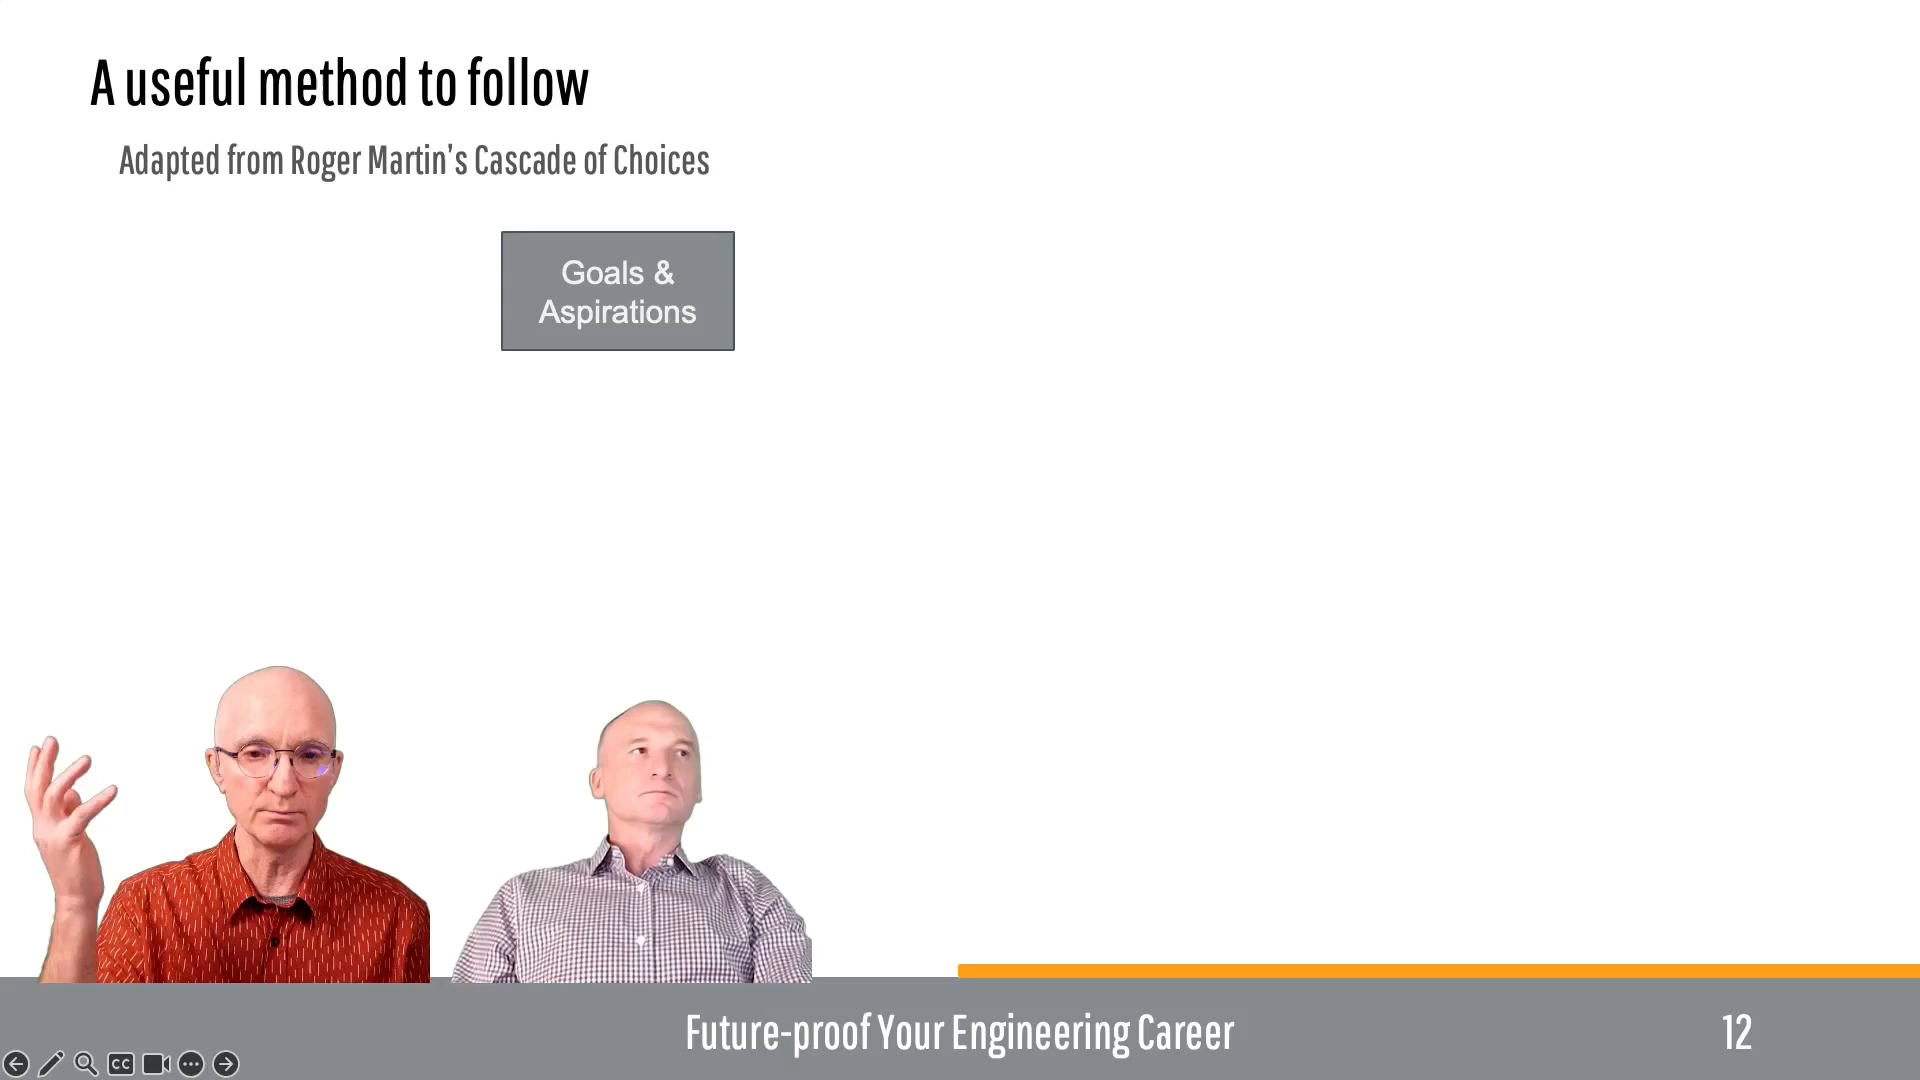 A useful method to follow
Adapted from Roger Martin's Cascade of Choices
Goals &
Aspirations
Future-proof Your Engineering Career
12
CC